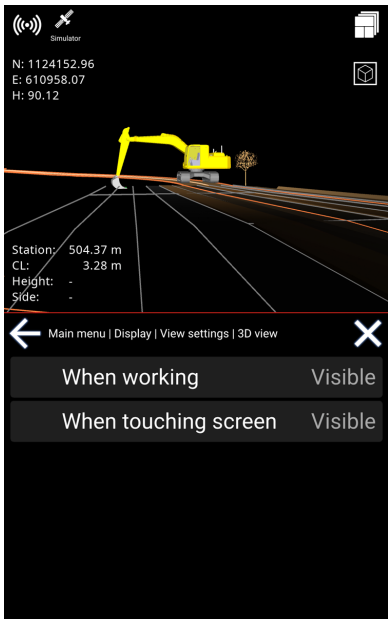 Simulator
N: 1124152.96
E: 610958.07
H: 90.12
Station: 504.37 m
CL: 3.28 m
Height: -
Side: -
Main menu | Display | View settings | 3D view
When working Visible
When touching screen Visible